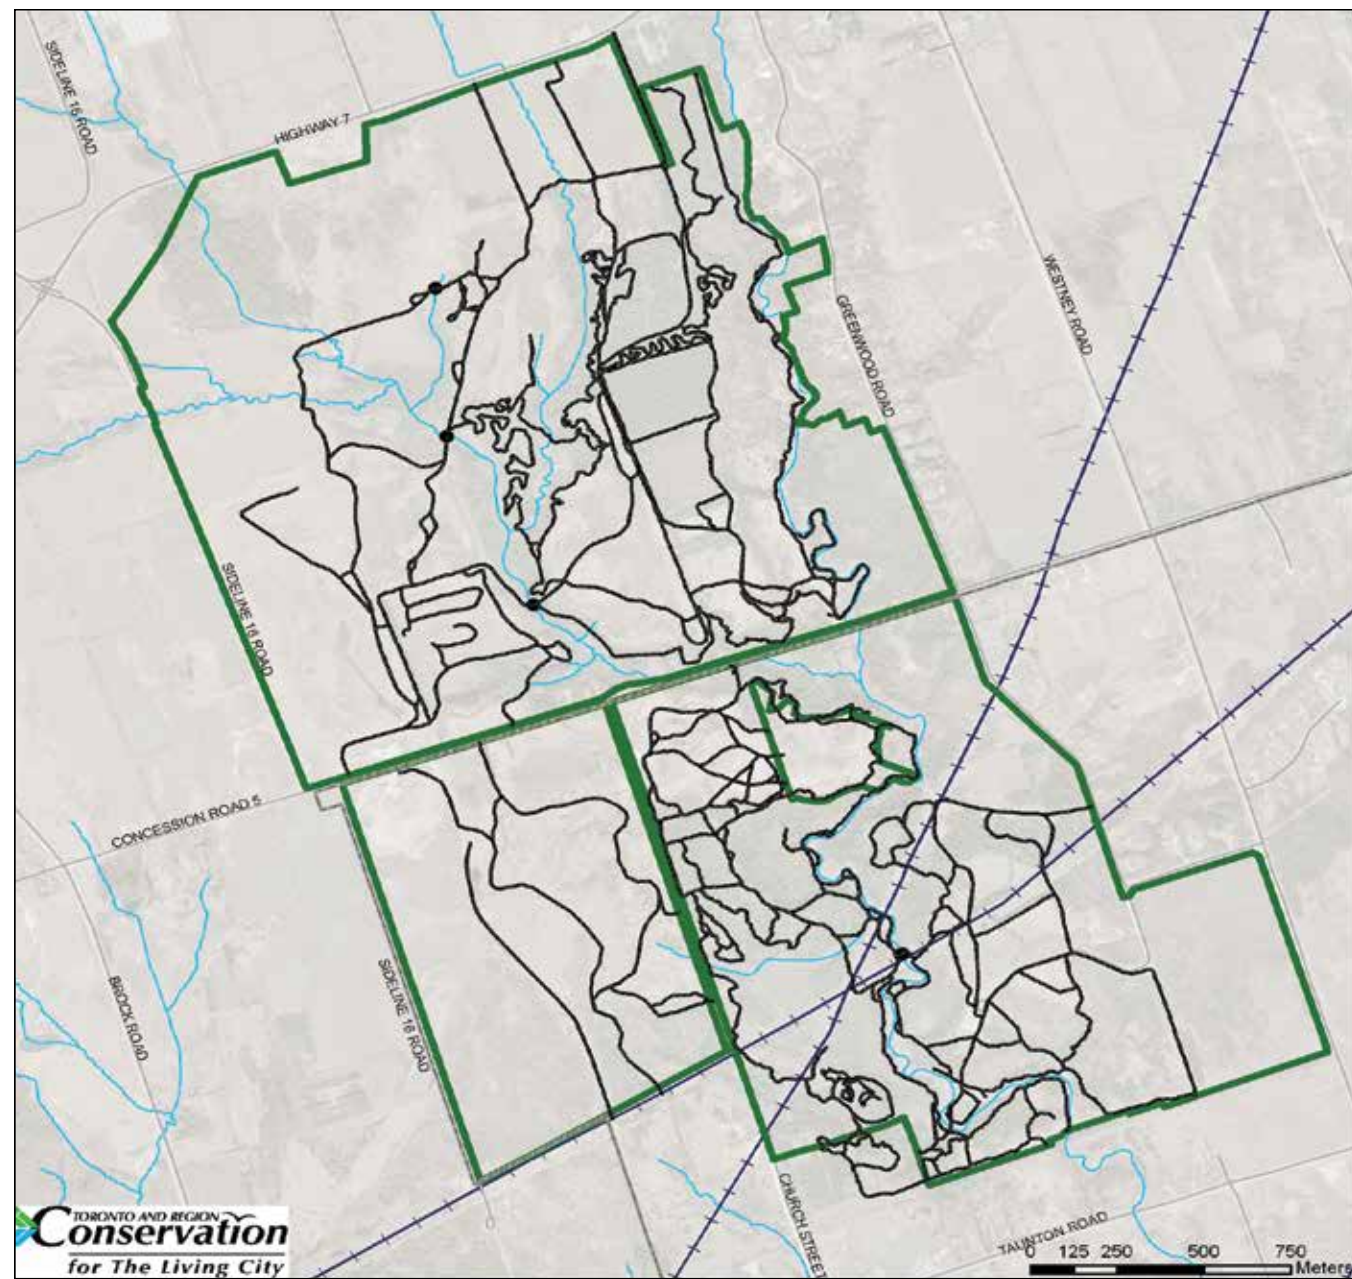 SIDELINE 16 ROAD
HIGHWAY 7
WESTNEY ROAD
GREENWOOD ROAD
SIDELINE 16 ROAD
CONCESSION ROAD 5
BROCK ROAD
SIDELINE 16 ROAD
CHURCH STREET
TAUNTON ROAD
TORONTO AND REGION
Conservation
for The Living City
0 125 250 500 750
Meters